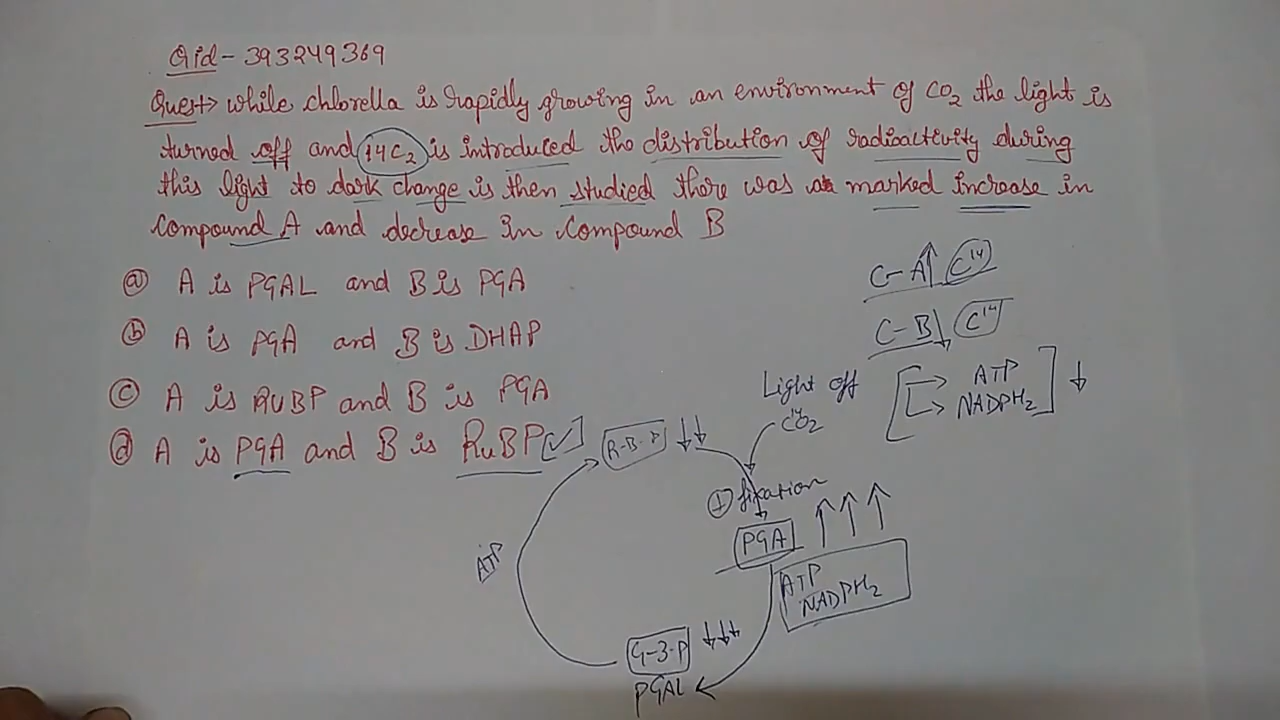 Qid - 393249369
Quest> while chlorella is rapidly growing in an environment of CO2 the light is
turned off and 14C2 is introduced the distribution of radioactivity during
this light to dark change is then studied there was a marked increase in
Compound A and decrease in Compound B
(a) A is PGAL and B is PGA
(b) A is PGA and B is DHAP
(c) A is RUBP and B is PGA
(d) A is PGA and B is RuBP [✓]
C-A↑ C14
C-B↓ C14
Light off
ATP
NADPH2 ↓
C14O2
R-B-P ↓↓
① fixation
PGA ↑↑↑
ATP
NADPH2
ATP
G-3-P ↓↓↓
PGAL